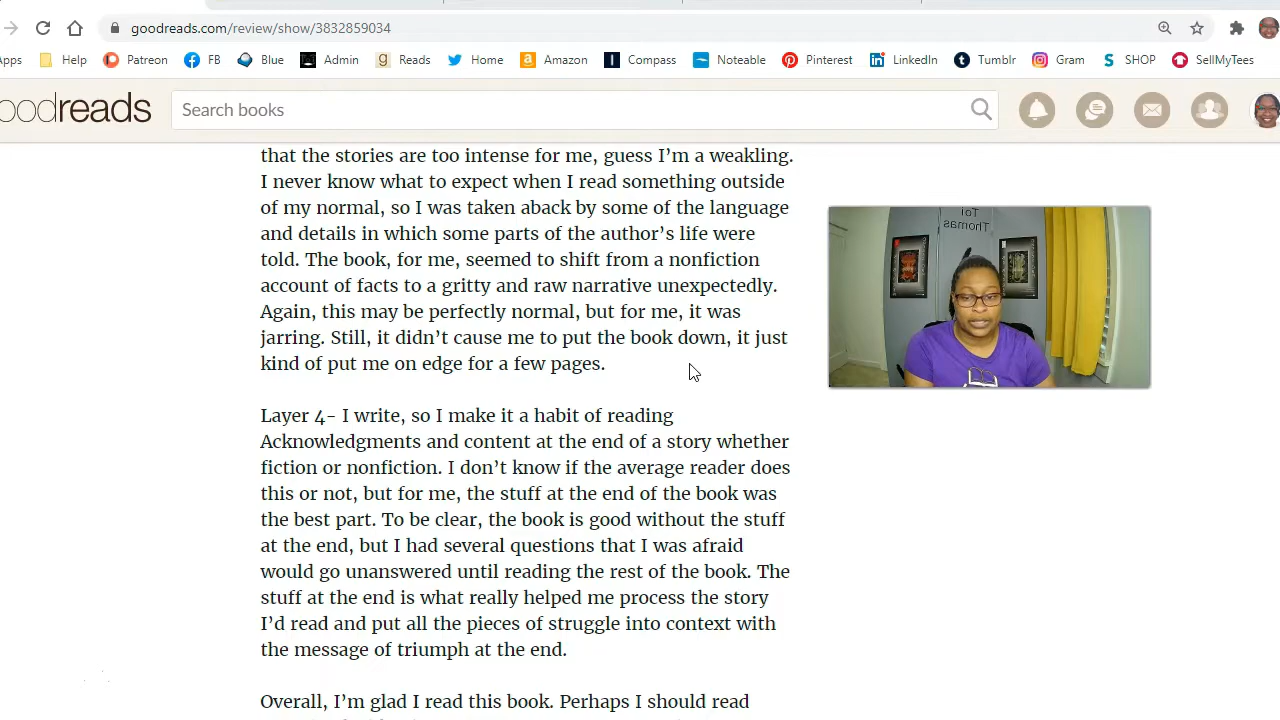 goodreads.com/review/show/3832859034
pps Help Patreon FB Blue Admin Reads Home Amazon Compass Noteable Pinterest LinkedIn Tumblr Gram SHOP SellMyTees
oodreads Search books
that the stories are too intense for me, guess I’m a weakling.
I never know what to expect when I read something outside
of my normal, so I was taken aback by some of the language
and details in which some parts of the author’s life were
told. The book, for me, seemed to shift from a nonfiction
account of facts to a gritty and raw narrative unexpectedly.
Again, this may be perfectly normal, but for me, it was
jarring. Still, it didn’t cause me to put the book down, it just
kind of put me on edge for a few pages.
Layer 4- I write, so I make it a habit of reading
Acknowledgments and content at the end of a story whether
fiction or nonfiction. I don’t know if the average reader does
this or not, but for me, the stuff at the end of the book was
the best part. To be clear, the book is good without the stuff
at the end, but I had several questions that I was afraid
would go unanswered until reading the rest of the book. The
stuff at the end is what really helped me process the story
I’d read and put all the pieces of struggle into context with
the message of triumph at the end.
Overall, I’m glad I read this book. Perhaps I should read
Toi
Thomas